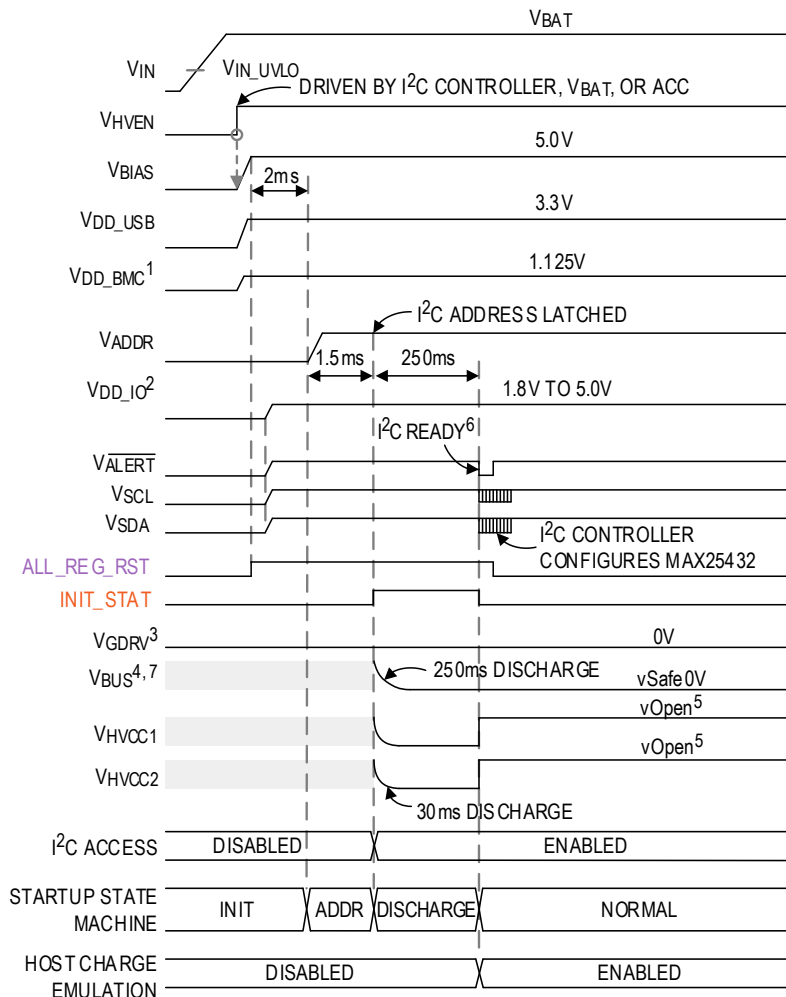 VBAT
VIN
VIN_UVLO
DRIVEN BY I2C CONTROLLER, VBAT, OR ACC
VHVEN
5.0V
VBIAS
2ms
3.3V
VDD_USB
1.125V
VDD_BMC1
I2C ADDRESS LATCHED
VADDR
1.5ms
250ms
VDD_IO2
1.8V TO 5.0V
I2C READY6
VALERT
VSCL
VSDA
I2C CONTROLLER
CONFIGURES MAX25432
ALL_REG_RST
INIT_STAT
VGDRV3
0V
VBUS4,7
250ms DISCHARGE
vSafe0V
vOpen5
VHVCC1
vOpen5
VHVCC2
30ms DISCHARGE
I2C ACCESS
DISABLED
ENABLED
STARTUP STATE
MACHINE
INIT
ADDR
DISCHARGE
NORMAL
HOST CHARGE
EMULATION
DISABLED
ENABLED